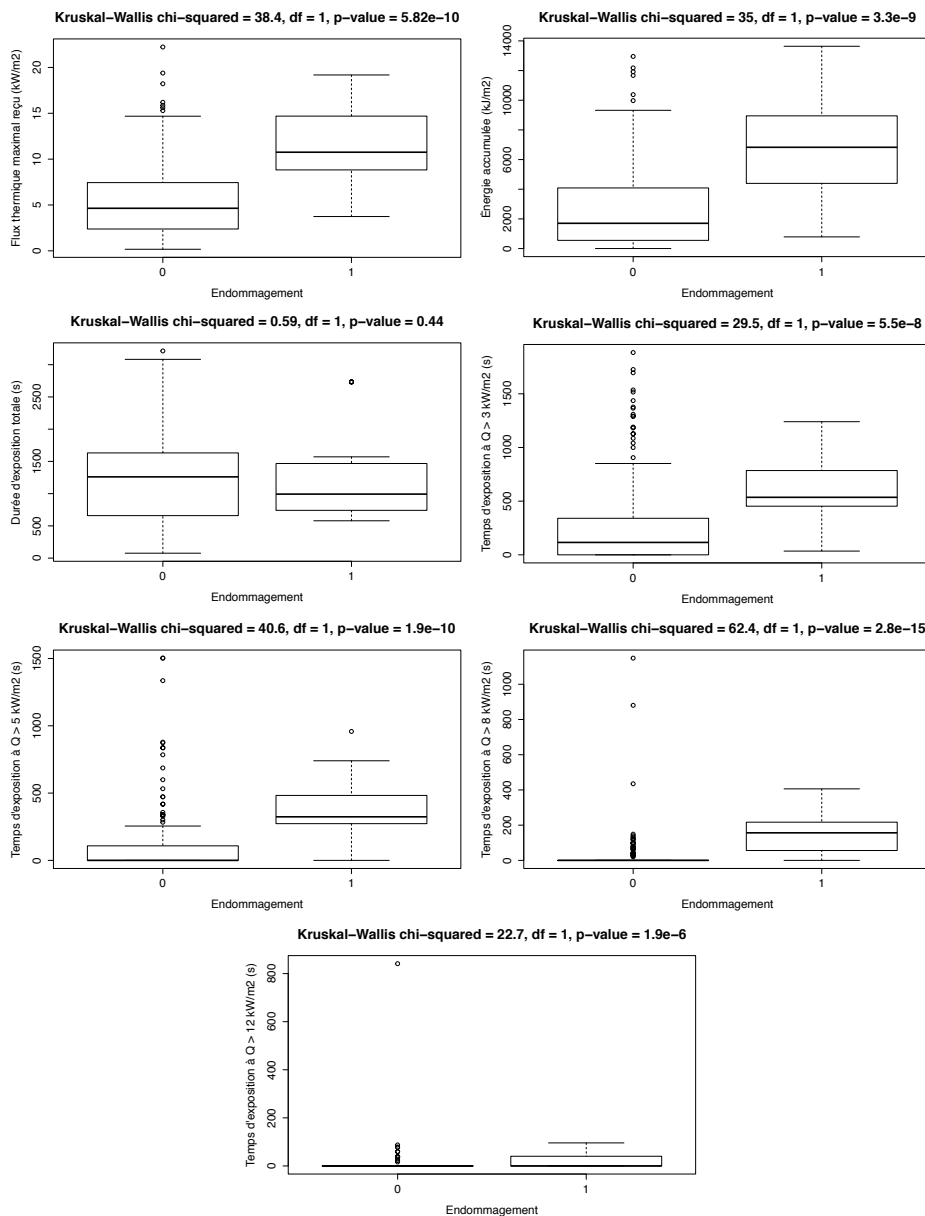 Kruskal−Wallis chi−squared = 38.4, df = 1, p−value = 5.82e−10
Flux thermique maximal reçu (kW/m2)
20
15
10
5
0
0 1
Endommagement
Kruskal−Wallis chi−squared = 35, df = 1, p−value = 3.3e−9
Énergie accumulée (kJ/m2)
14000
10000
6000
2000
0
0 1
Endommagement
Kruskal−Wallis chi−squared = 0.59, df = 1, p−value = 0.44
Durée d'exposition totale (s)
2500
1500
500
0
0 1
Endommagement
Kruskal−Wallis chi−squared = 29.5, df = 1, p−value = 5.5e−8
Temps d'exposition à Q > 3 kW/m2 (s)
1500
1000
500
0
0 1
Endommagement
Kruskal−Wallis chi−squared = 40.6, df = 1, p−value = 1.9e−10
Temps d'exposition à Q > 5 kW/m2 (s)
1500
1000
500
0
0 1
Endommagement
Kruskal−Wallis chi−squared = 62.4, df = 1, p−value = 2.8e−15
Temps d'exposition à Q > 8 kW/m2 (s)
1000
800
600
400
200
0
0 1
Endommagement
Kruskal−Wallis chi−squared = 22.7, df = 1, p−value = 1.9e−6
Temps d'exposition à Q > 12 kW/m2 (s)
800
600
400
200
0
0 1
Endommagement